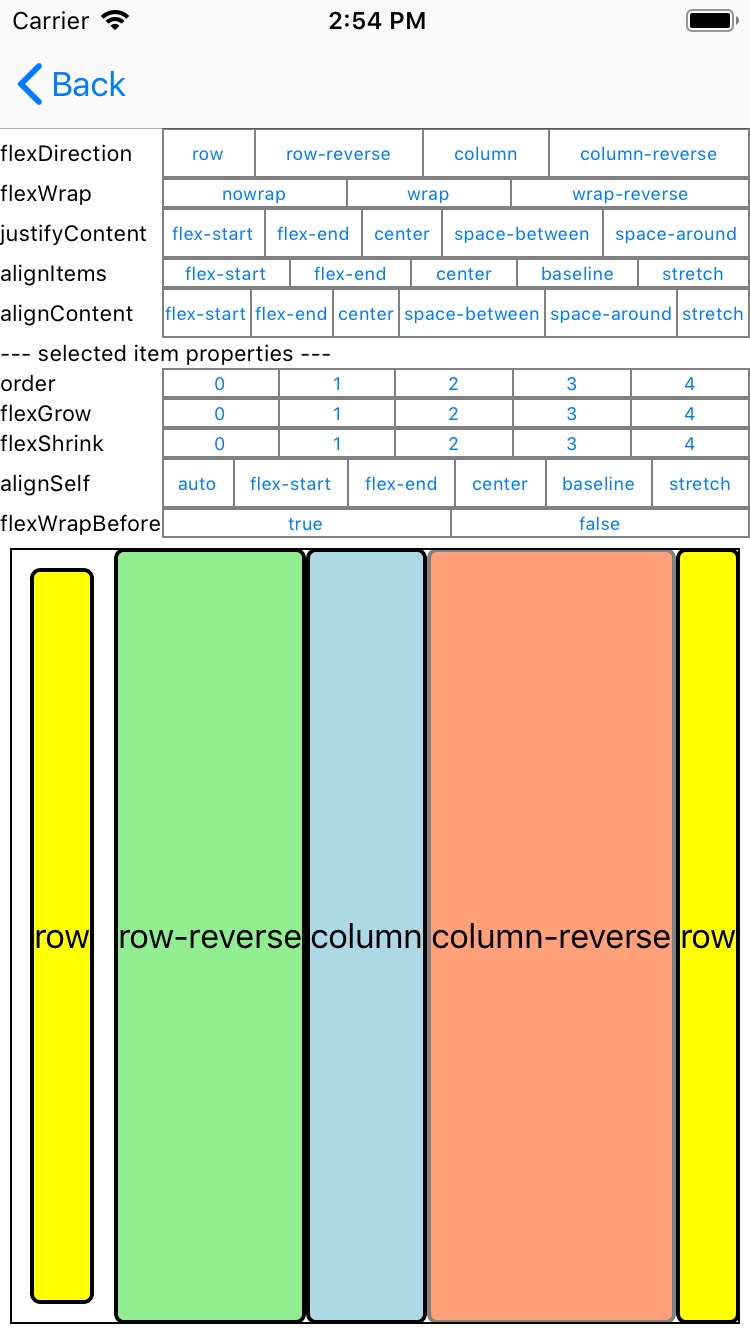 Carrier 2:54 PM
Back
flexDirection row row-reverse column column-reverse
flexWrap nowrap wrap wrap-reverse
justifyContent flex-start flex-end center space-between space-around
alignItems flex-start flex-end center baseline stretch
alignContent flex-start flex-end center space-between space-around stretch
--- selected item properties ---
order 0 1 2 3 4
flexGrow 0 1 2 3 4
flexShrink 0 1 2 3 4
alignSelf auto flex-start flex-end center baseline stretch
flexWrapBefore true false
row row-reverse column column-reverse row